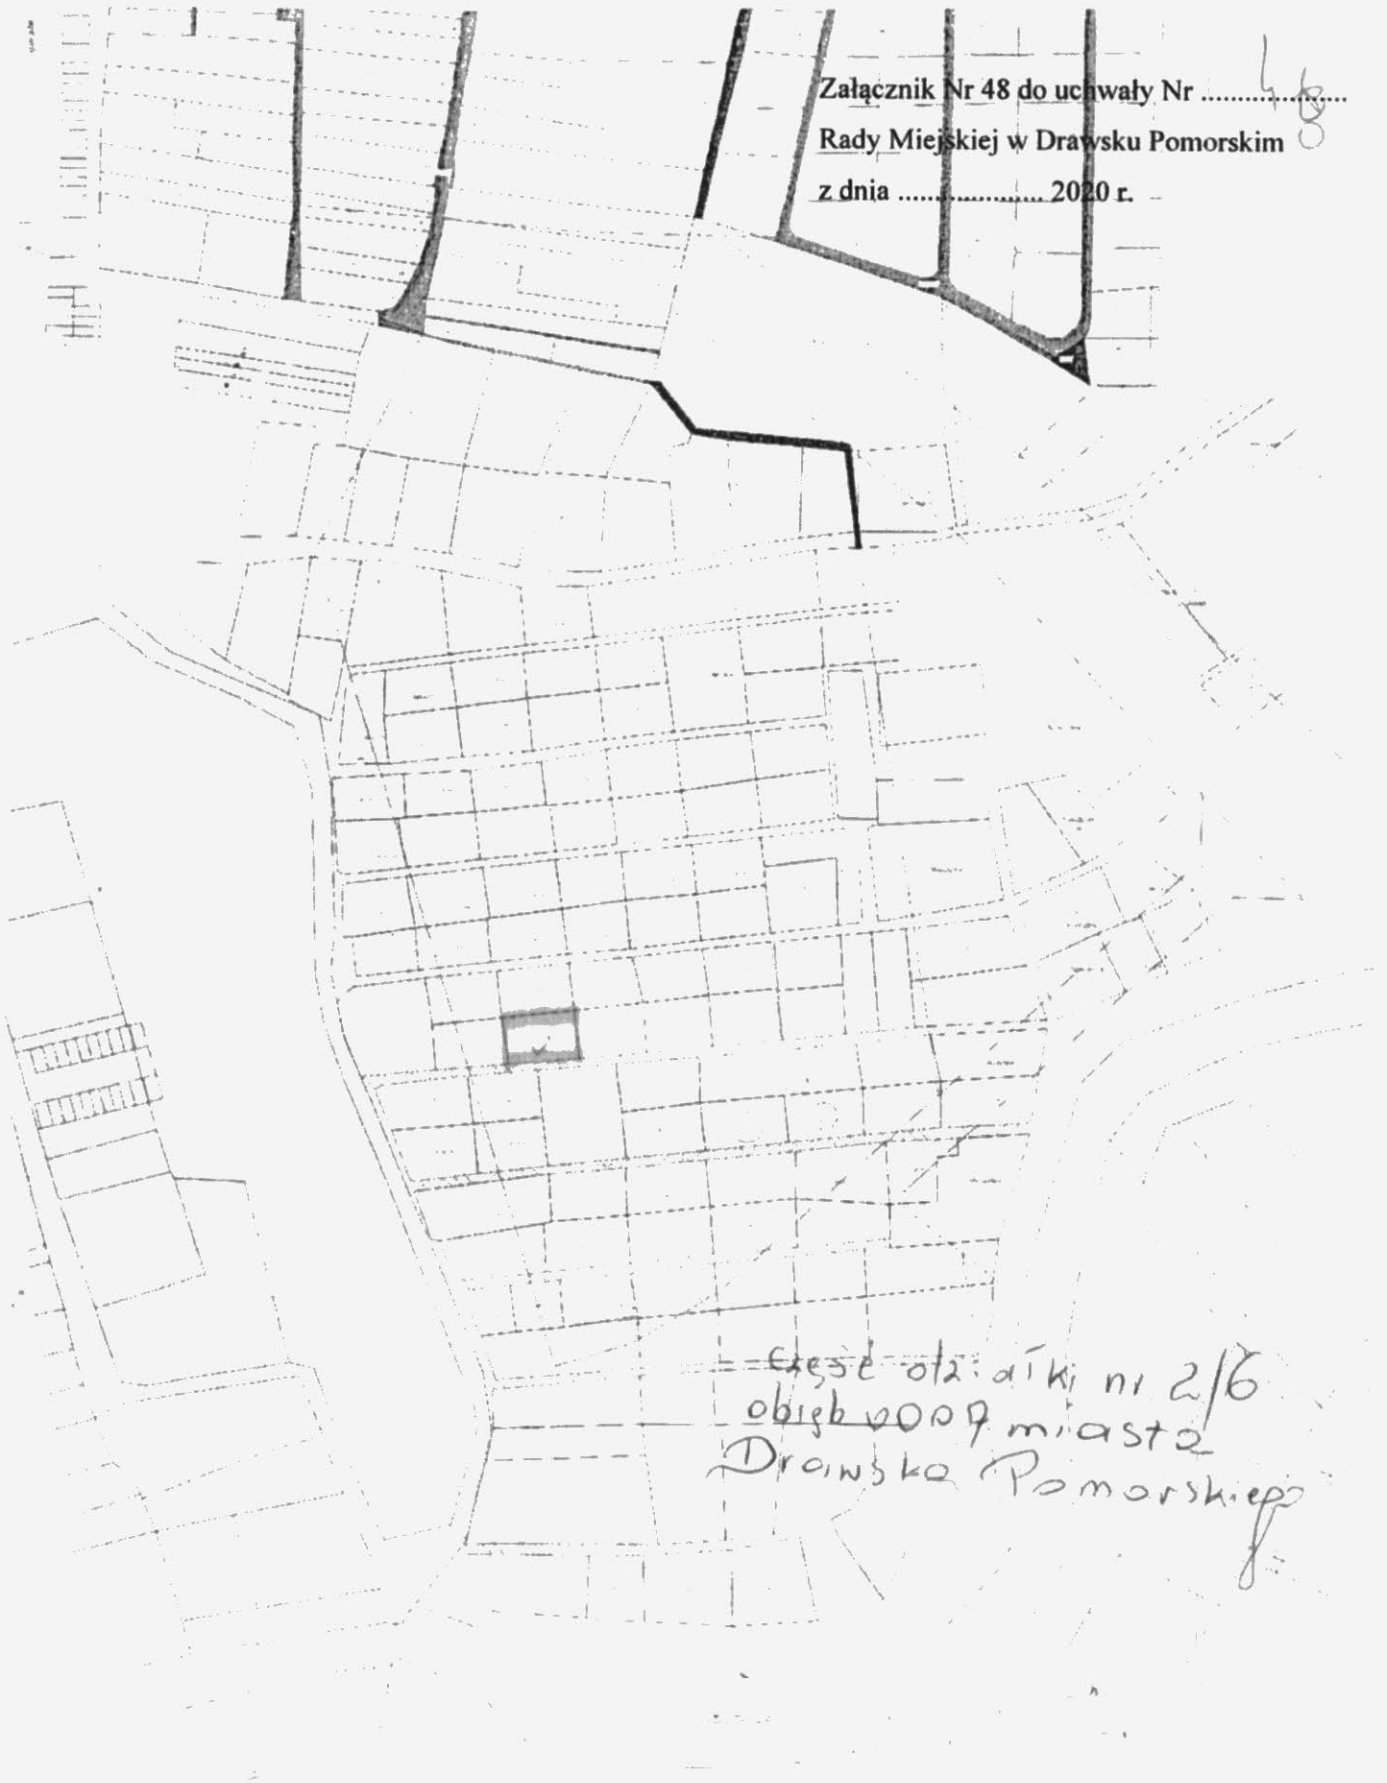 Załącznik Nr 48 do uchwały Nr ....................
Rady Miejskiej w Drawsku Pomorskim
z dnia .................... 2020 r.
Część działki nr 2/6
obręb 0007 miasta
Drawska Pomorskiego